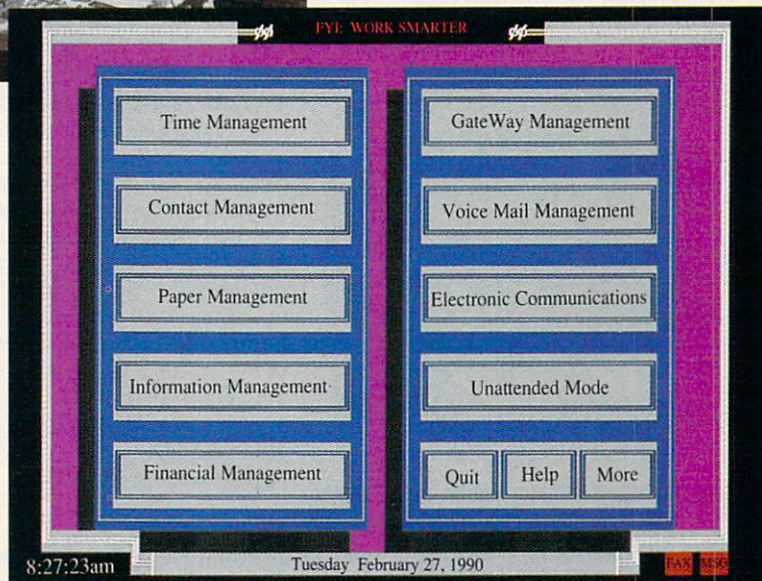 FYI: WORK SMARTER
Time Management
Contact Management
Paper Management
Information Management
Financial Management
GateWay Management
Voice Mail Management
Electronic Communications
Unattended Mode
Quit Help More
8:27:23am
Tuesday February 27, 1990
FAX MSG